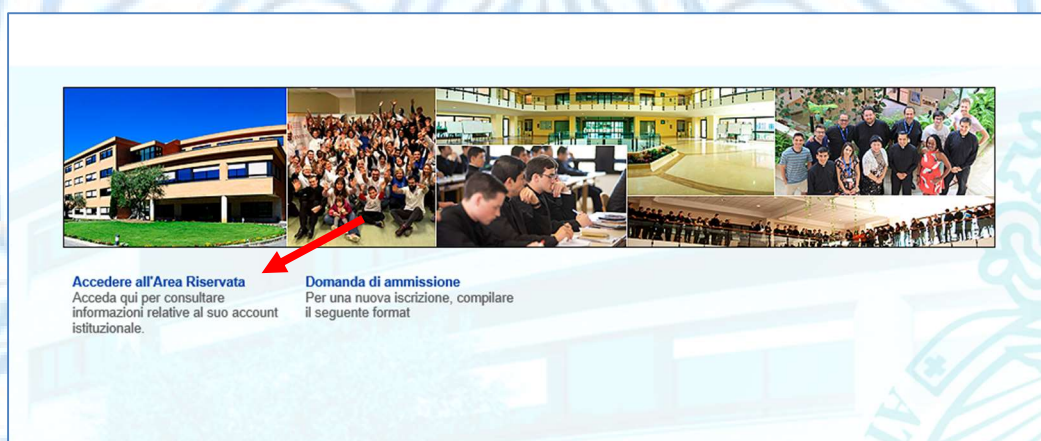 Accedere all'Area Riservata
Acceda qui per consultare
informazioni relative al suo account
istituzionale.
Domanda di ammissione
Per una nuova iscrizione, compilare
il seguente format